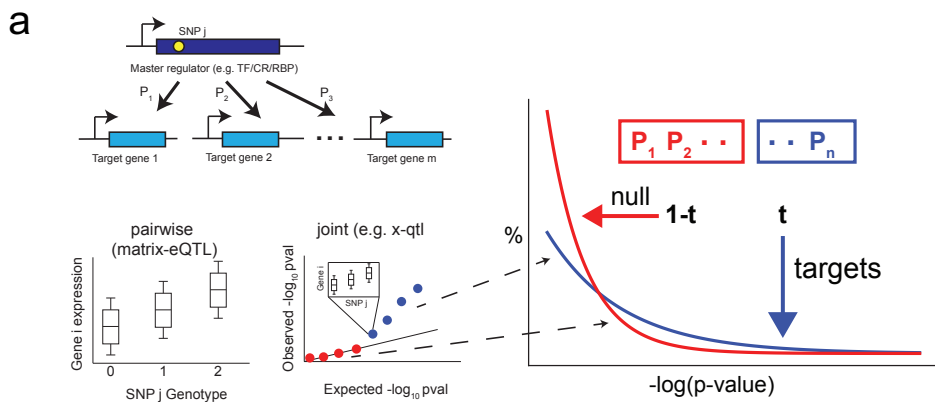 a
SNP j
Master regulator (e.g. TF/CR/RBP)
P1 P2 P3
Target gene 1 Target gene 2 Target gene m
pairwise
(matrix-eQTL)
Gene i expression
0 1 2
SNP j Genotype
joint (e.g. x-qtl
Observed -log10 pval
Gene i
SNP j
Expected -log10 pval
P1 P2 · · · · Pn
null 1-t t
targets
%
-log(p-value)